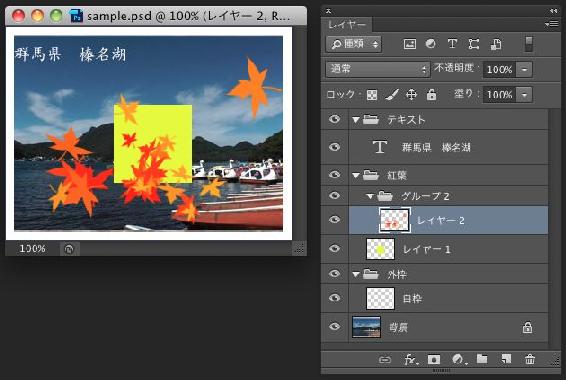 sample.psd @ 100% (レイヤー 2, R...
群馬県　榛名湖
100%
レイヤー
種類
通常
不透明度: 100%
ロック:
塗り: 100%
テキスト
T 群馬県　榛名湖
紅葉
グループ 2
レイヤー 2
レイヤー 1
外枠
白枠
背景
fx